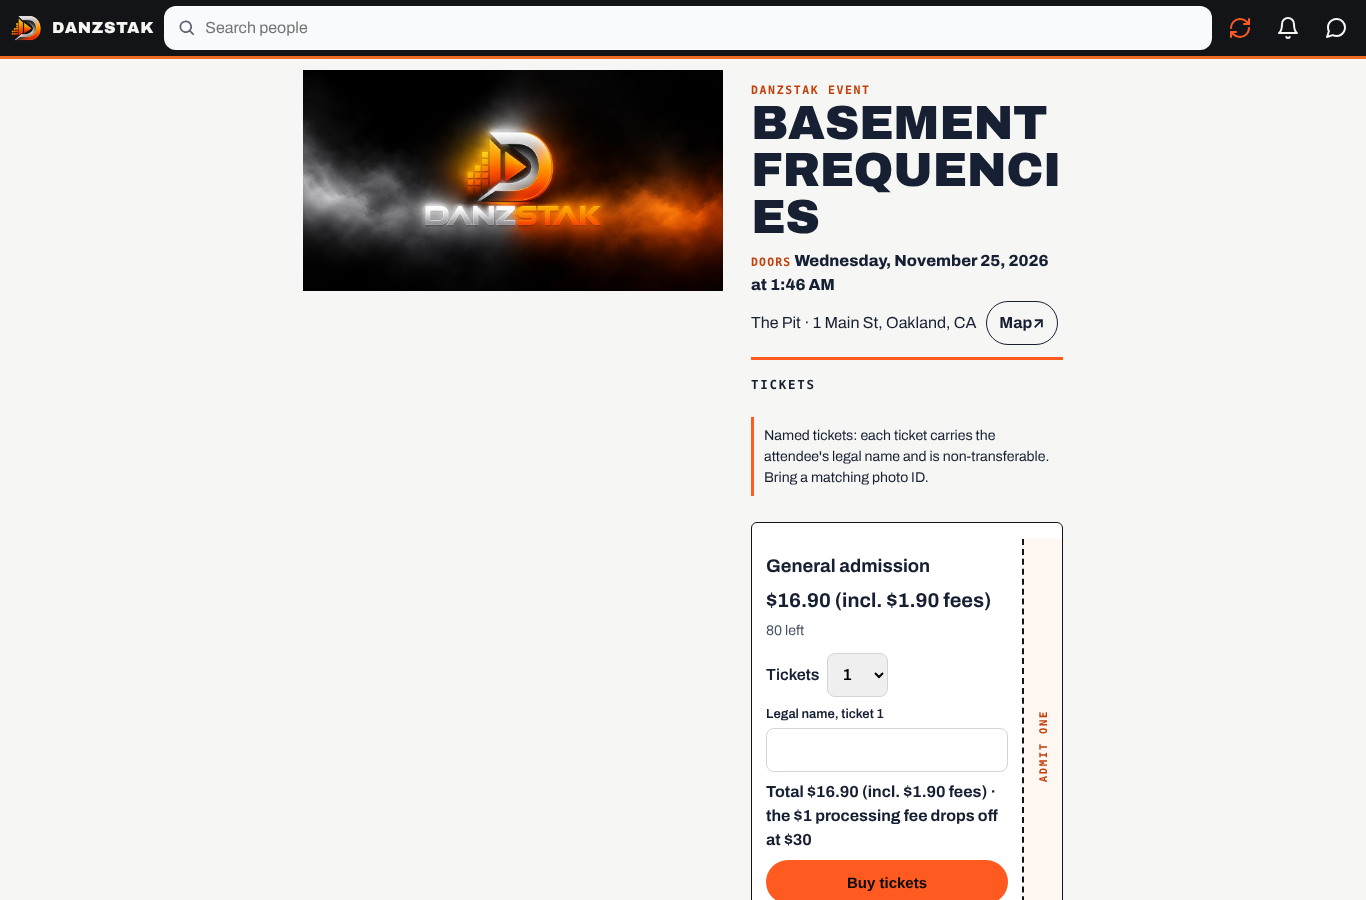 DANZSTAK
Search people
DANZSTAK
DANZSTAK EVENT
BASEMENT
FREQUENCI
ES
DOORS Wednesday, November 25, 2026
at 1:46 AM
The Pit · 1 Main St, Oakland, CA
Map↗
TICKETS
Named tickets: each ticket carries the
attendee's legal name and is non-transferable.
Bring a matching photo ID.
General admission
$16.90 (incl. $1.90 fees)
80 left
Tickets 1
Legal name, ticket 1
Total $16.90 (incl. $1.90 fees) ·
the $1 processing fee drops off
at $30
Buy tickets
ADMIT ONE